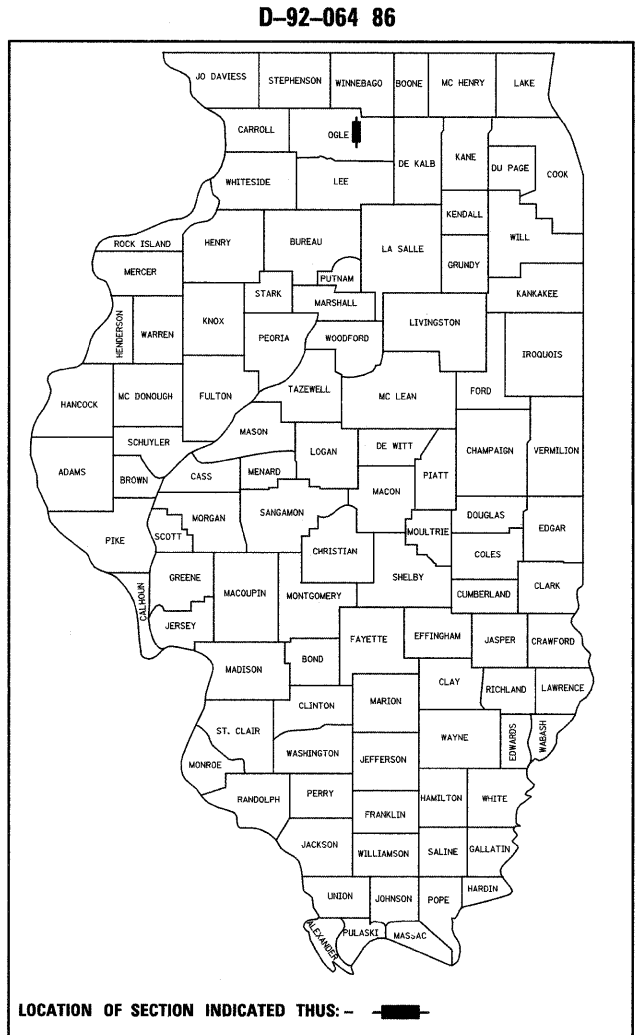 D-92-064 86
JO DAVIESS STEPHENSON WINNEBAGO BOONE MC HENRY LAKE
CARROLL OGLE
DE KALB KANE DU PAGE COOK
WHITESIDE LEE
KENDALL
ROCK ISLAND HENRY BUREAU LA SALLE WILL
MERCER PUTNAM GRUNDY
STARK MARSHALL KANKAKEE
HENDERSON WARREN KNOX PEORIA WOODFORD LIVINGSTON
IROQUOIS
HANCOCK MC DONOUGH FULTON TAZEWELL MC LEAN FORD
MASON
SCHUYLER LOGAN DE WITT CHAMPAIGN VERMILION
ADAMS BROWN CASS MENARD PIATT
MACON
PIKE SCOTT MORGAN SANGAMON DOUGLAS
MOULTRIE EDGAR
CHRISTIAN COLES
CALHOUN GREENE MACOUPIN MONTGOMERY SHELBY
CUMBERLAND CLARK
JERSEY FAYETTE EFFINGHAM JASPER CRAWFORD
MADISON BOND
CLAY RICHLAND LAWRENCE
CLINTON MARION
ST. CLAIR WAYNE EDWARDS WABASH
MONROE WASHINGTON JEFFERSON
RANDOLPH PERRY HAMILTON WHITE
FRANKLIN
JACKSON WILLIAMSON SALINE GALLATIN
UNION JOHNSON POPE HARDIN
ALEXANDER PULASKI MASSAC
LOCATION OF SECTION INDICATED THUS: -